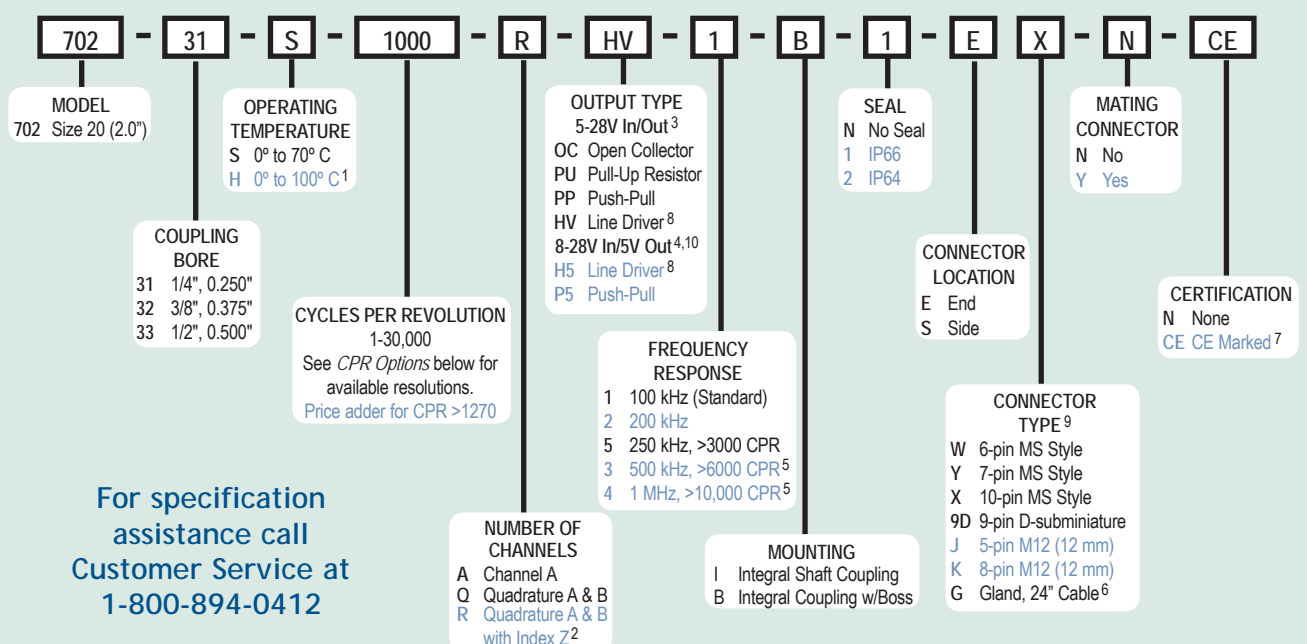 702 - 31 - S - 1000 - R - HV - 1 - B - 1 - E X - N - CE
MODEL
702 Size 20 (2.0")
COUPLING
BORE
31 1/4", 0.250"
32 3/8", 0.375"
33 1/2", 0.500"
OPERATING
TEMPERATURE
S 0º to 70º C
H 0º to 100º C1
CYCLES PER REVOLUTION
1-30,000
See CPR Options below for
available resolutions.
Price adder for CPR >1270
NUMBER OF
CHANNELS
A Channel A
Q Quadrature A & B
R Quadrature A & B
with Index Z2
OUTPUT TYPE
5-28V In/Out 3
OC Open Collector
PU Pull-Up Resistor
PP Push-Pull
HV Line Driver 8
8-28V In/5V Out 4,10
H5 Line Driver 8
P5 Push-Pull
FREQUENCY
RESPONSE
1 100 kHz (Standard)
2 200 kHz
5 250 kHz, >3000 CPR
3 500 kHz, >6000 CPR 5
4 1 MHz, >10,000 CPR 5
MOUNTING
I Integral Shaft Coupling
B Integral Coupling w/Boss
SEAL
N No Seal
1 IP66
2 IP64
CONNECTOR
LOCATION
E End
S Side
CONNECTOR
TYPE 9
W 6-pin MS Style
Y 7-pin MS Style
X 10-pin MS Style
9D 9-pin D-subminiature
J 5-pin M12 (12 mm)
K 8-pin M12 (12 mm)
G Gland, 24" Cable 6
MATING
CONNECTOR
N No
Y Yes
CERTIFICATION
N None
CE CE Marked 7
For specification
assistance call
Customer Service at
1-800-894-0412